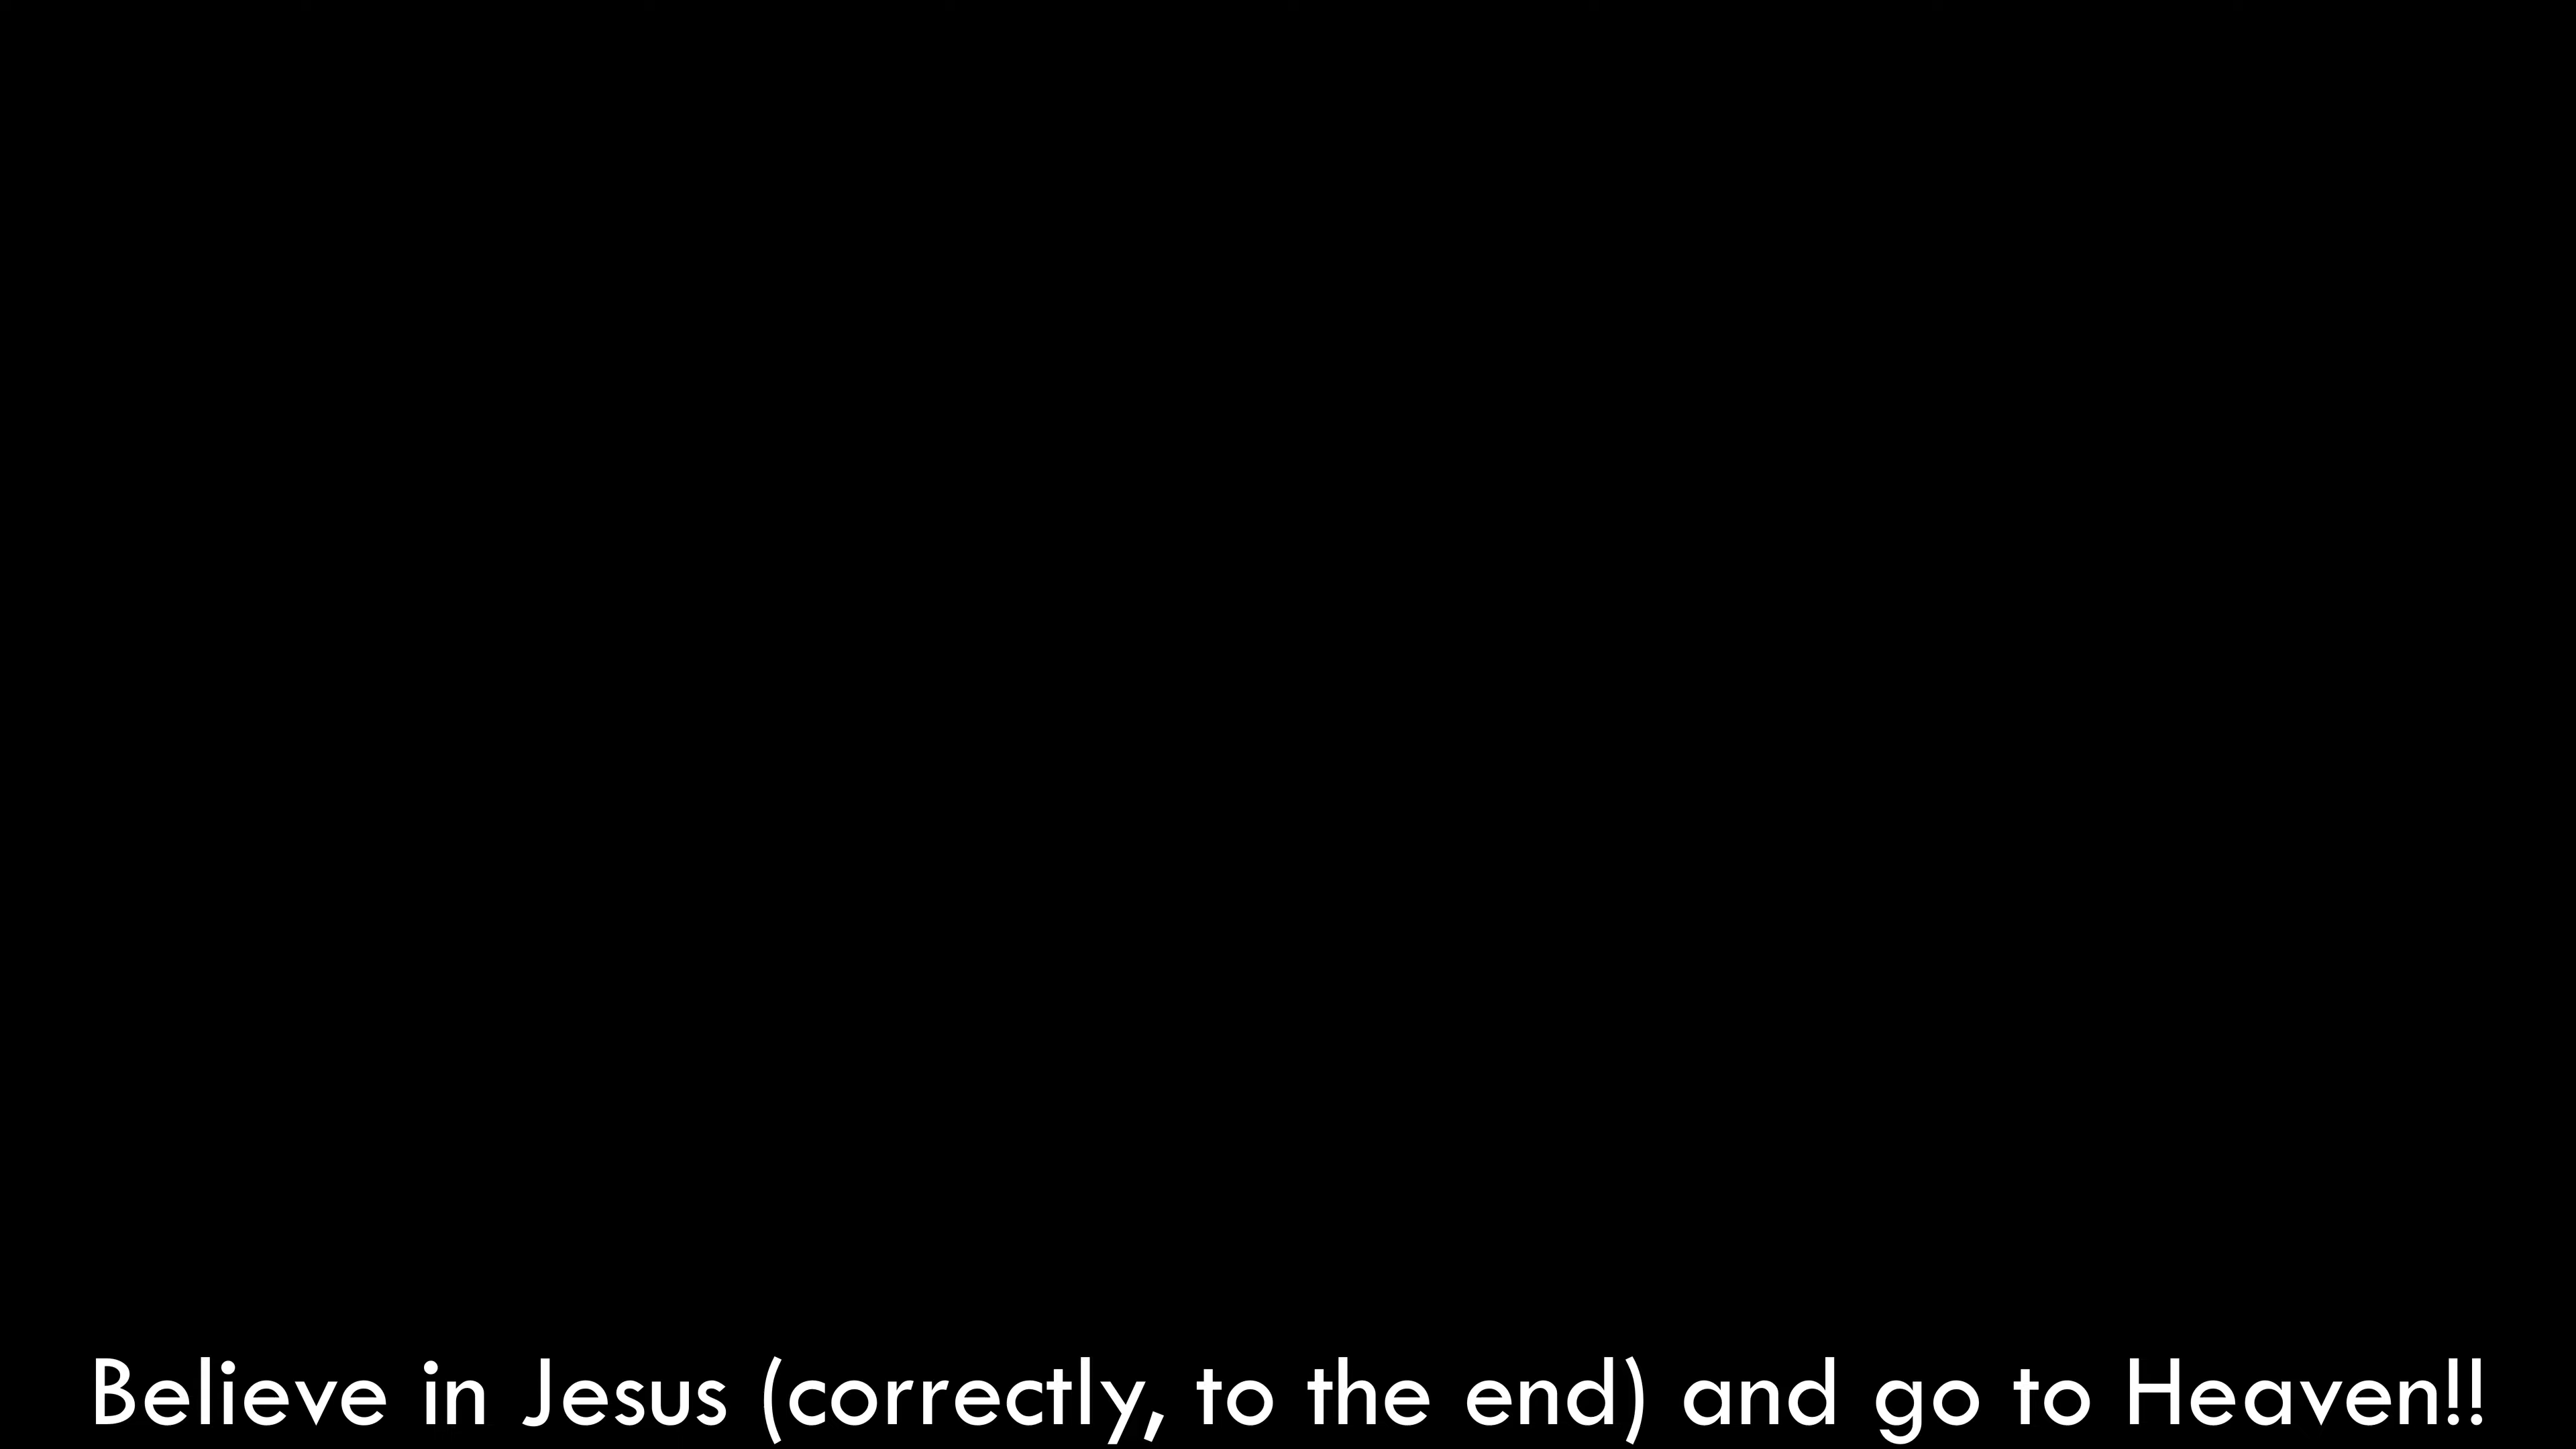 Believe in Jesus (correctly, to the end) and go to Heaven!!